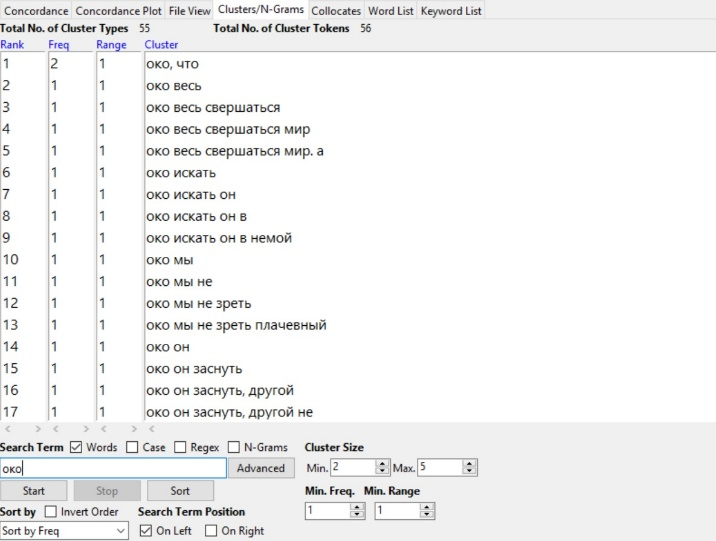 Concordance Concordance Plot File View Clusters/N-Grams Collocates Word List Keyword List
Total No. of Cluster Types 55 Total No. of Cluster Tokens 56
Rank Freq Range Cluster
1 2 1 око, что
2 1 1 око весь
3 1 1 око весь свершаться
4 1 1 око весь свершаться мир
5 1 1 око весь свершаться мир. а
6 1 1 око искать
7 1 1 око искать он
8 1 1 око искать он в
9 1 1 око искать он в немой
10 1 1 око мы
11 1 1 око мы не
12 1 1 око мы не зреть
13 1 1 око мы не зреть плачевный
14 1 1 око он
15 1 1 око он заснуть
16 1 1 око он заснуть, другой
17 1 1 око он заснуть, другой не
Search Term Words Case Regex N-Grams Cluster Size
око Advanced Min. 2 Max. 5
Start Stop Sort Min. Freq. Min. Range
Sort by Invert Order Search Term Position 1 1
Sort by Freq On Left On Right